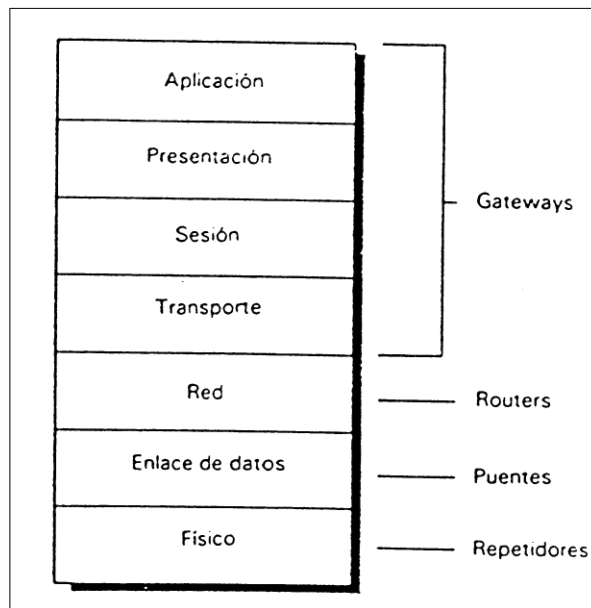 Aplicación
Presentación
Sesión
Transporte
Red
Enlace de datos
Físico
Gateways
Routers
Puentes
Repetidores